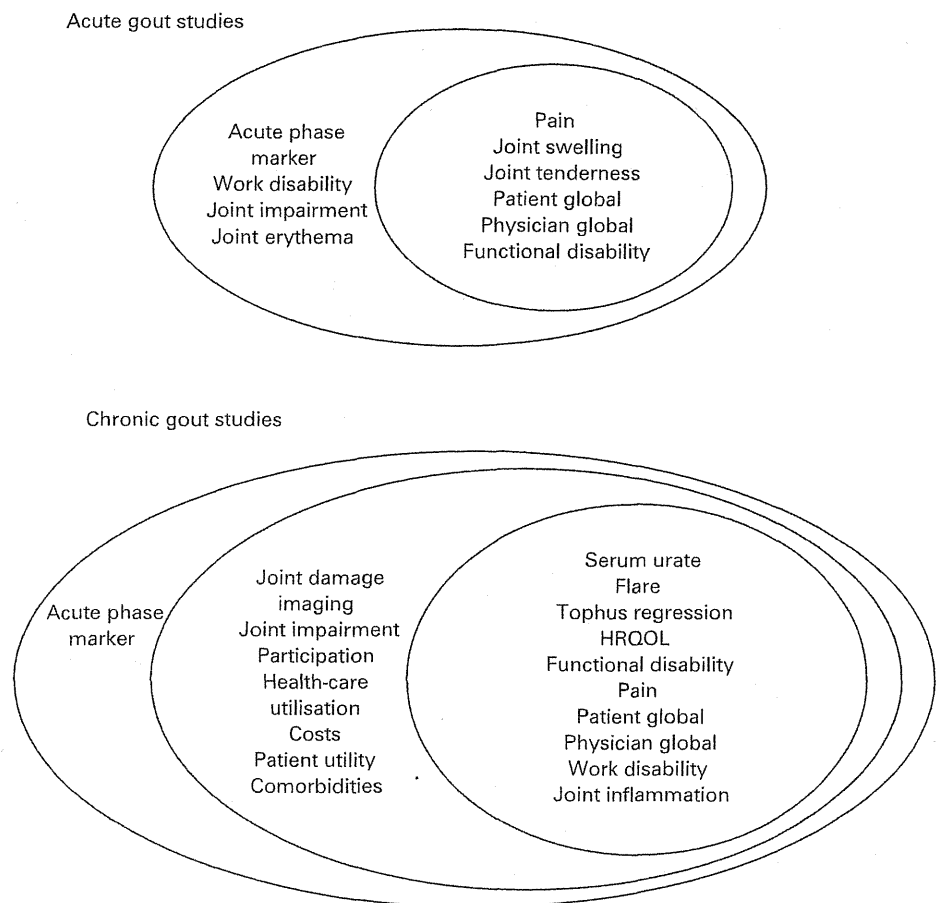 Acute gout studies
Acute phase
marker
Work disability
Joint impairment
Joint erythema
Pain
Joint swelling
Joint tenderness
Patient global
Physician global
Functional disability
Chronic gout studies
Acute phase
marker
Joint damage
imaging
Joint impairment
Participation
Health-care
utilisation
Costs
Patient utility
Comorbidities
Serum urate
Flare
Tophus regression
HRQOL
Functional disability
Pain
Patient global
Physician global
Work disability
Joint inflammation